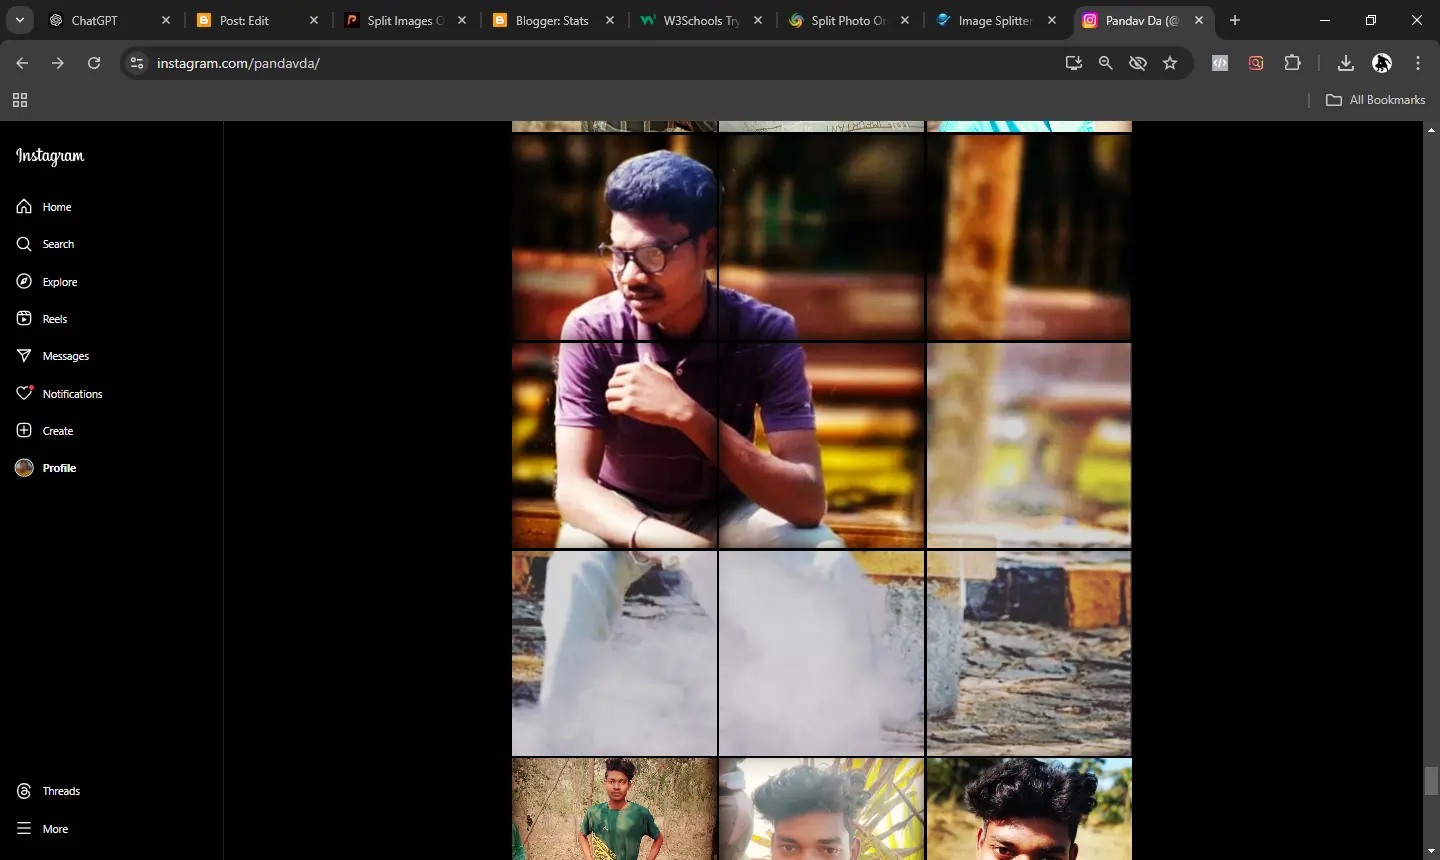 ChatGPT
Post: Edit
Split Images O
Blogger: Stats
W3Schools Try
Split Photo On
Image Splitter
Pandav Da (@
instagram.com/pandavda/
All Bookmarks
Instagram
Home
Search
Explore
Reels
Messages
Notifications
Create
Profile
Threads
More